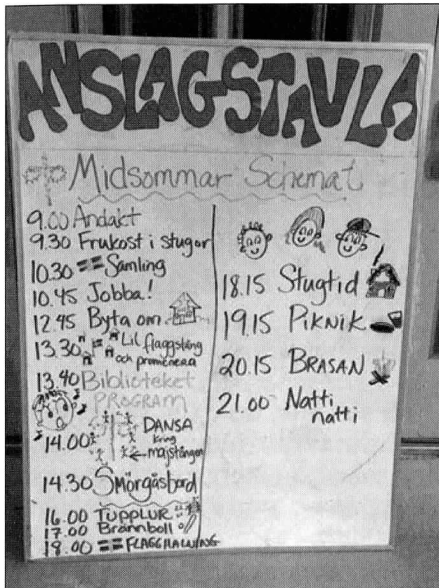 ANSLAGSTAVLA
Midsommar Schemat
9.00 Andakt
9.30 Frukost i stugor
10.30 Samling
10.45 Jobba!
12.45 Byta om
13.30 Lil flaggstång
och promenera
13.40 Biblioteket
PROGRAM
14.00 DANSA
kring
majstången
14.30 Smörgåsbord
16.00 TUPPLUR
17.00 Brännboll
18.00 FLAGGHALNING
18.15 Stugtid
19.15 PIKNIK
20.15 BRASAN
21.00 Natti
natti